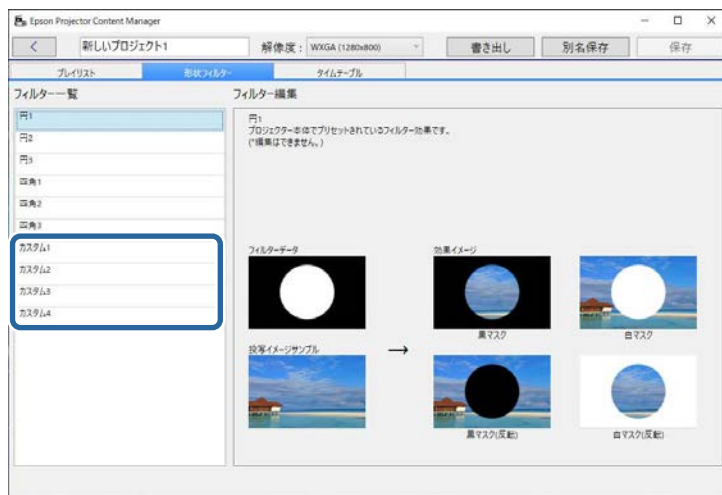 Epson Projector Content Manager
新しいプロジェクト1
解像度： WXGA (1280x800)
書き出し
別名保存
保存
プレイリスト
形状フィルター
タイムテーブル
フィルター一覧
円1
円2
円3
四角1
四角2
四角3
カスタム1
カスタム2
カスタム3
カスタム4
フィルター編集
円1
プロジェクター本体でプリセットされているフィルター効果です。
(*編集はできません。)
フィルターデータ
効果イメージ
黒マスク
白マスク
投写イメージサンプル
黒マスク(反転)
白マスク(反転)